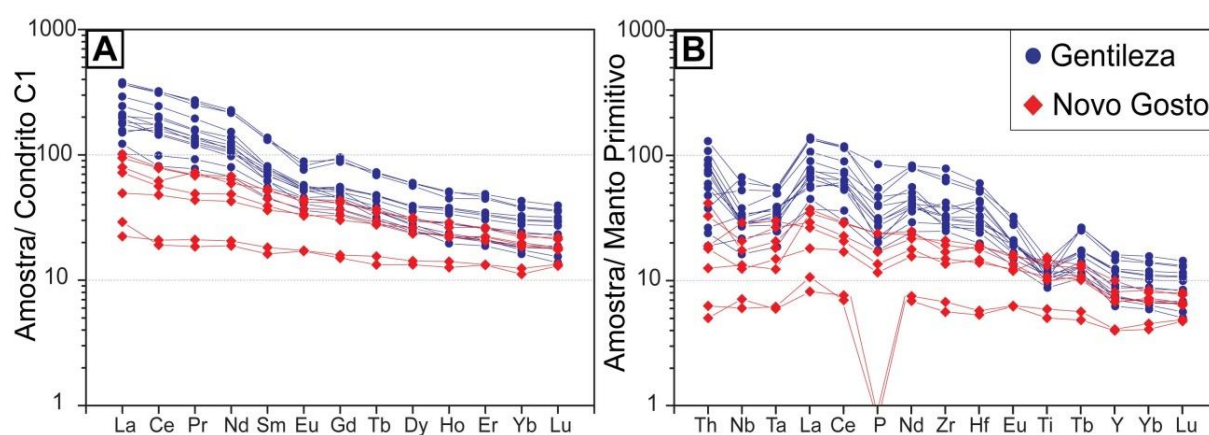 A
Amostra/ Condrito C1
1000
100
10
1
La Ce Pr Nd Sm Eu Gd Tb Dy Ho Er Yb Lu
B
Amostra/ Manto Primitivo
1000
100
10
1
Th Nb Ta La Ce P Nd Zr Hf Eu Ti Tb Y Yb Lu
Gentileza
Novo Gosto